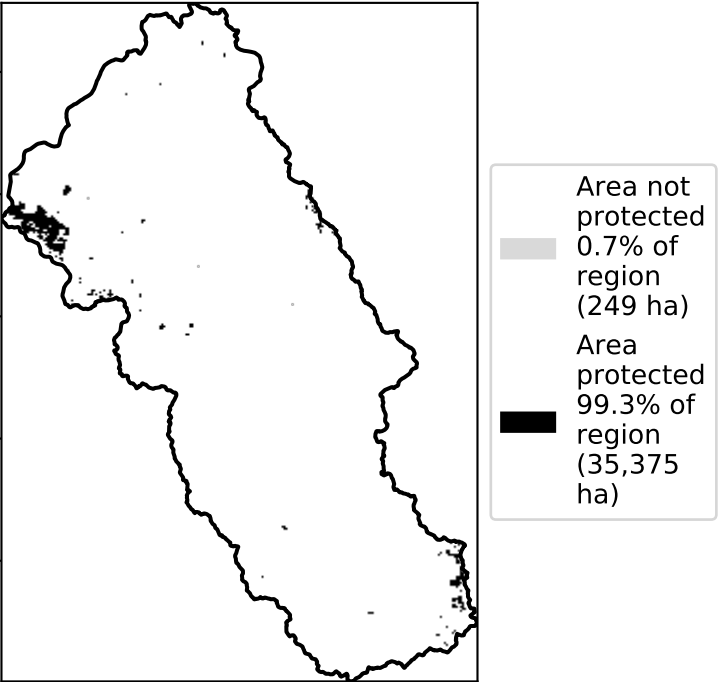 Area not
protected
0.7% of
region
(249 ha)
Area
protected
99.3% of
region
(35,375
ha)